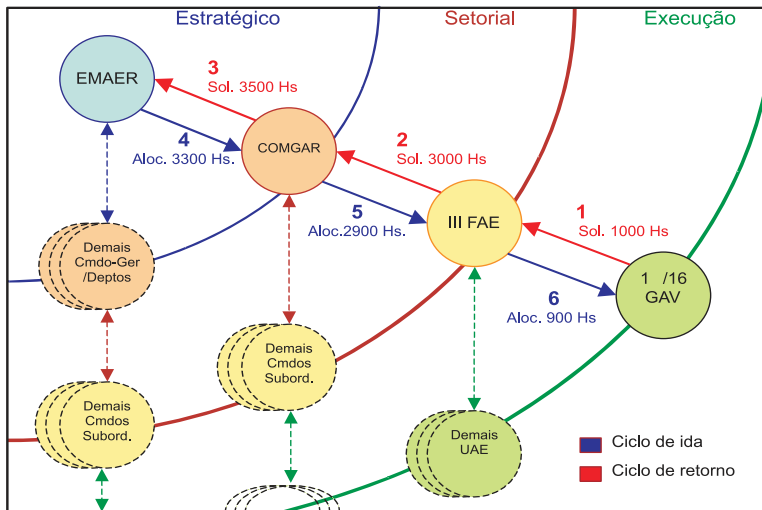 Estratégico
Setorial
Execução
EMAER
3
Sol. 3500 Hs
4
Aloc. 3300 Hs.
COMGAR
2
Sol. 3000 Hs
5
Aloc.2900 Hs.
III FAE
1
Sol. 1000 Hs
6
Aloc. 900 Hs
1 /16
GAV
Demais
Cmdo-Ger
/Deptos
Demais
Cmdos
Subord.
Demais
Cmdos
Subord.
Demais
UAE
Ciclo de ida
Ciclo de retorno